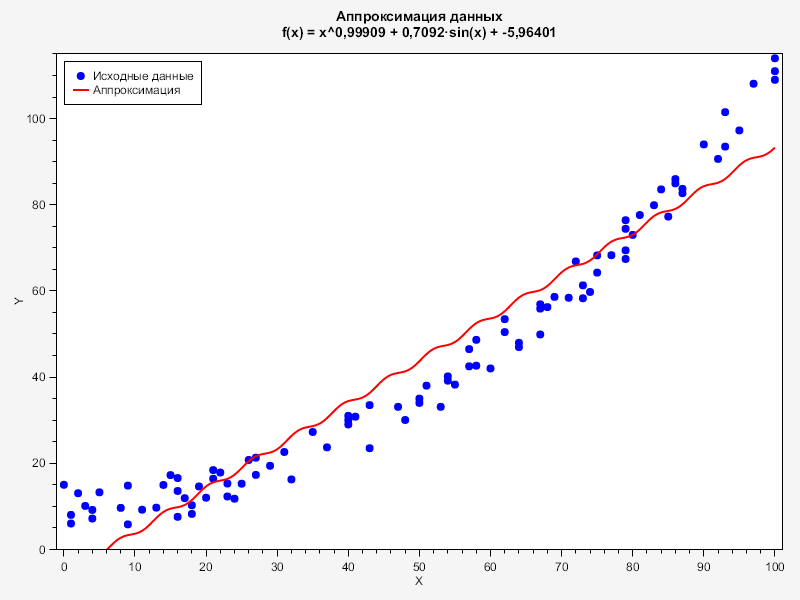 Аппроксимация данных
f(x) = x^0,99909 + 0,7092·sin(x) + -5,96401
Исходные данные
Аппроксимация
100
80
60
40
20
0
Y
0 10 20 30 40 50 60 70 80 90 100
X